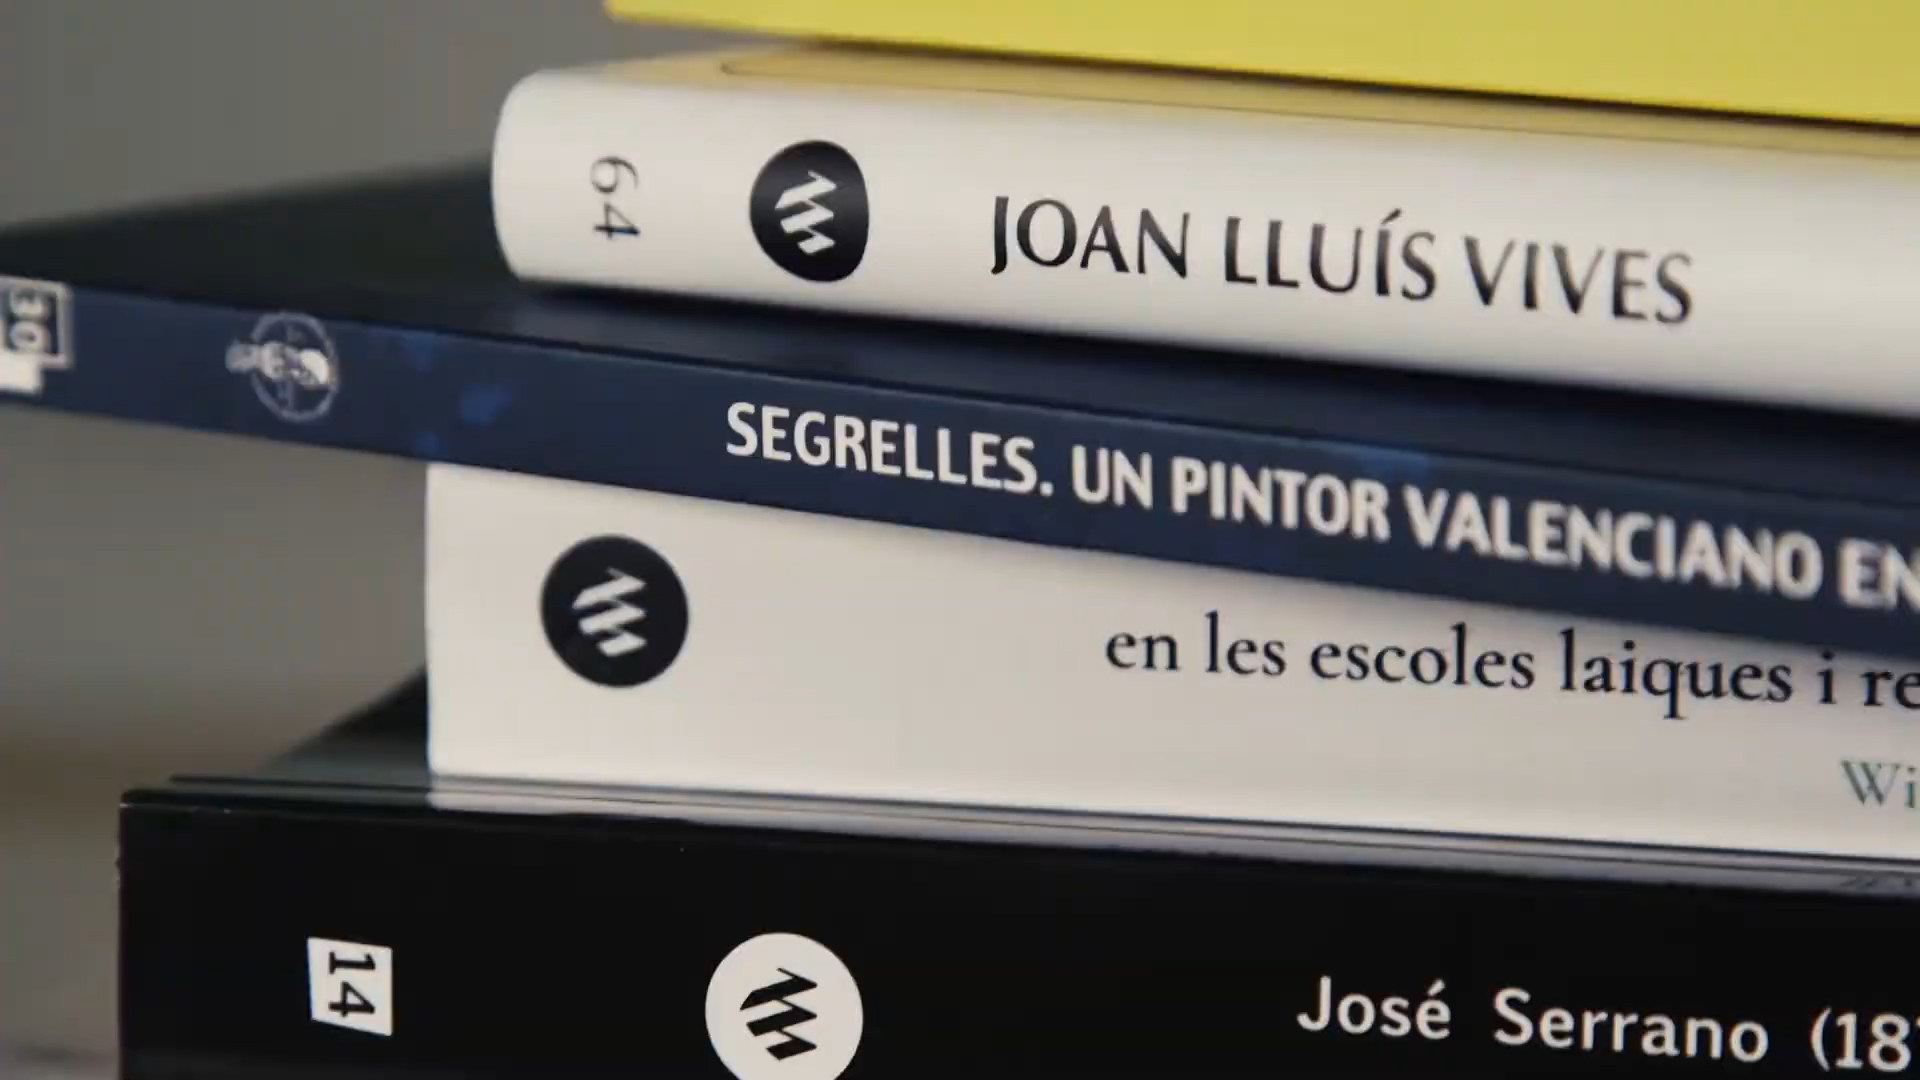 64 JOAN LLUÍS VIVES
30 SEGRELLES. UN PINTOR VALENCIANO EN
en les escoles laiques i re
Wi
14 José Serrano (18